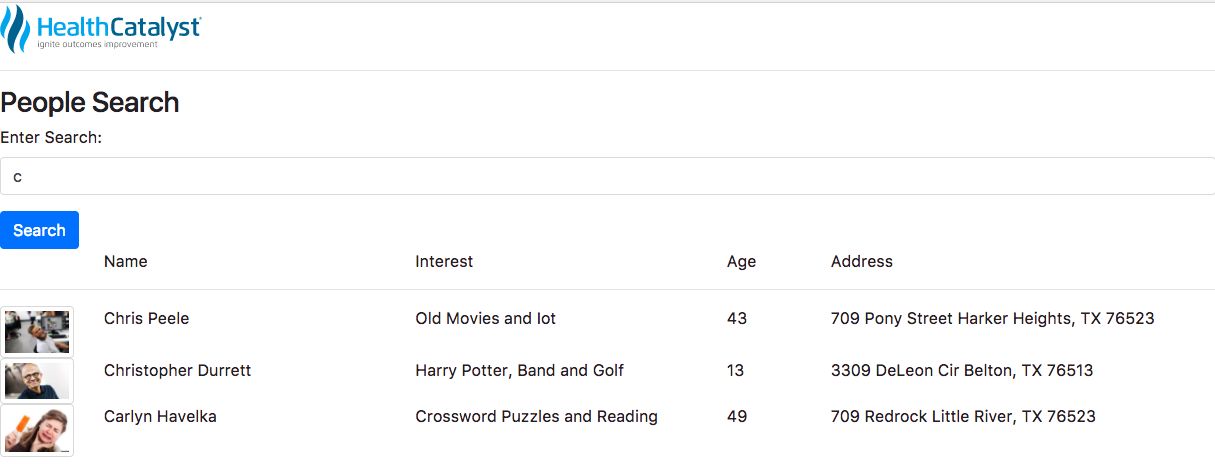 HealthCatalyst
ignite outcomes improvement
People Search
Enter Search:
c
Search
Name Interest Age Address
Chris Peele Old Movies and Iot 43 709 Pony Street Harker Heights, TX 76523
Christopher Durrett Harry Potter, Band and Golf 13 3309 DeLeon Cir Belton, TX 76513
Carlyn Havelka Crossword Puzzles and Reading 49 709 Redrock Little River, TX 76523